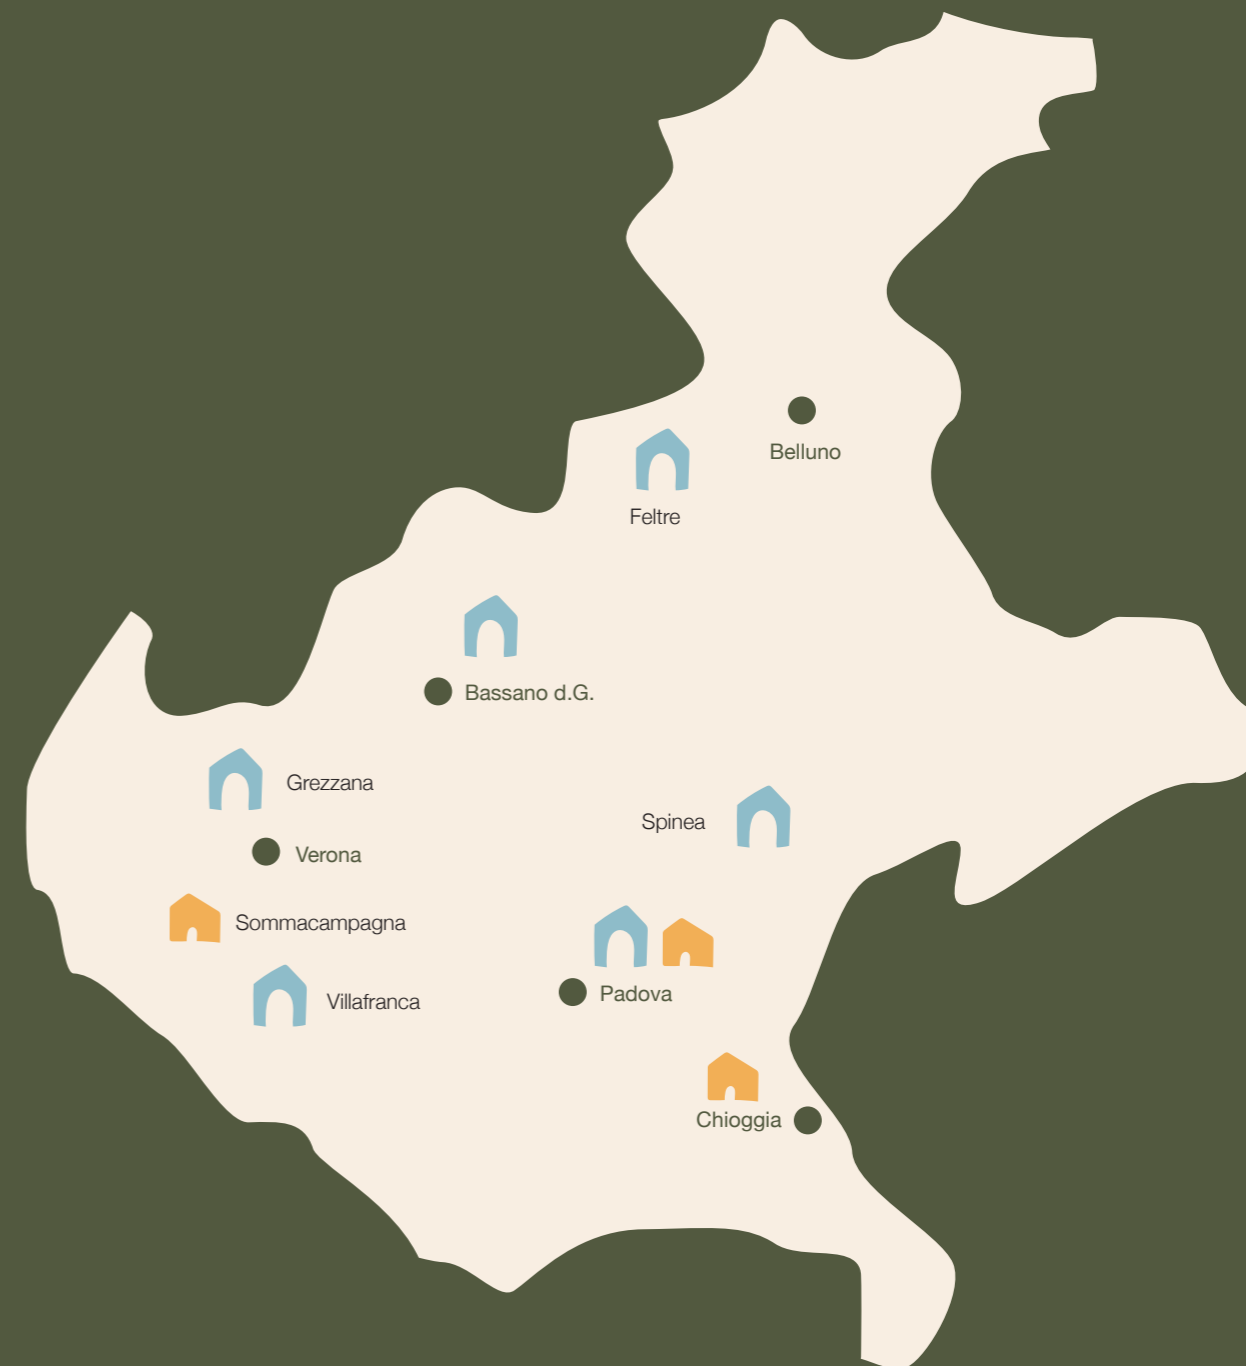 Belluno
Feltre
Bassano d.G.
Grezzana
Spinea
Verona
Sommacampagna
Padova
Villafranca
Chioggia